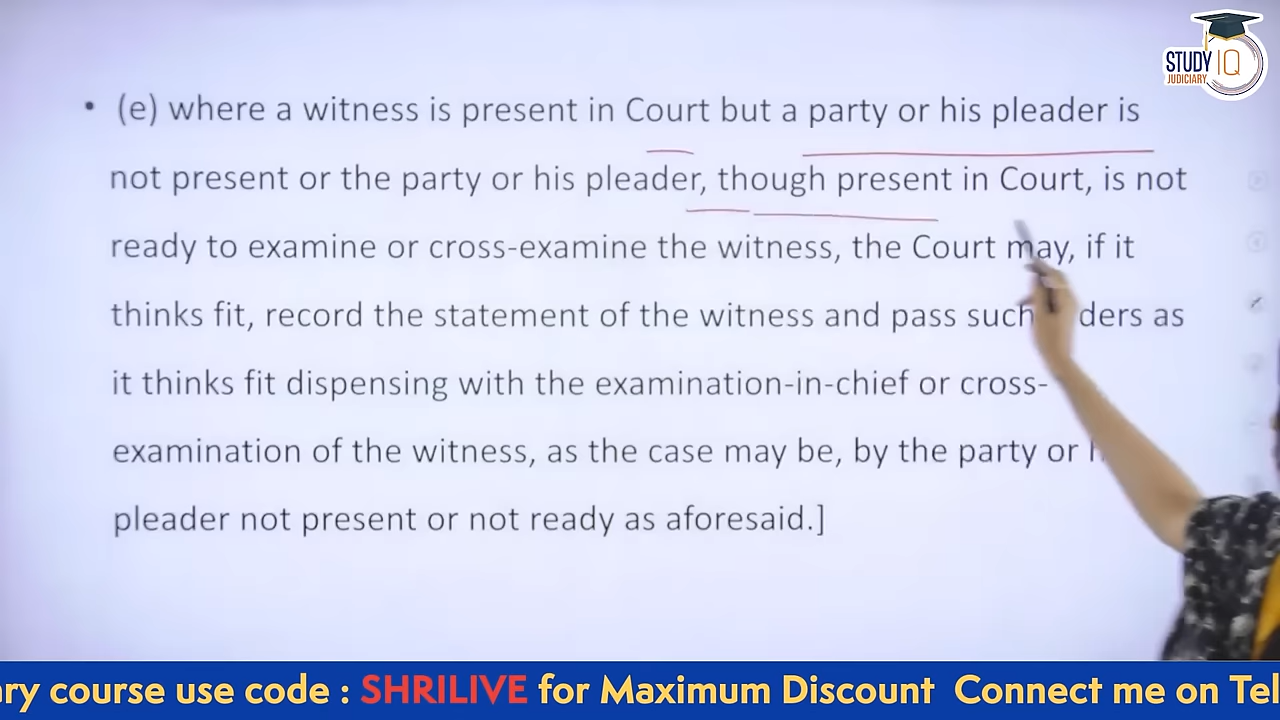 STUDY IQ
JUDICIARY
• (e) where a witness is present in Court but a party or his pleader is
not present or the party or his pleader, though present in Court, is not
ready to examine or cross-examine the witness, the Court may, if it
thinks fit, record the statement of the witness and pass such ders as
it thinks fit dispensing with the examination-in-chief or cross-
examination of the witness, as the case may be, by the party or
pleader not present or not ready as aforesaid.]
ary course use code : SHRILIVE for Maximum Discount Connect me on Tel